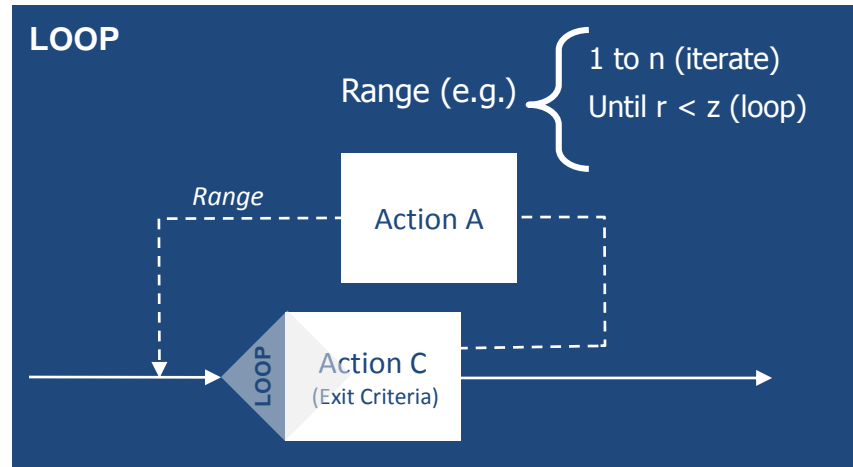 LOOP
Range (e.g.)
1 to n (iterate)
Until r < z (loop)
Range
Action A
LOOP
Action C
(Exit Criteria)